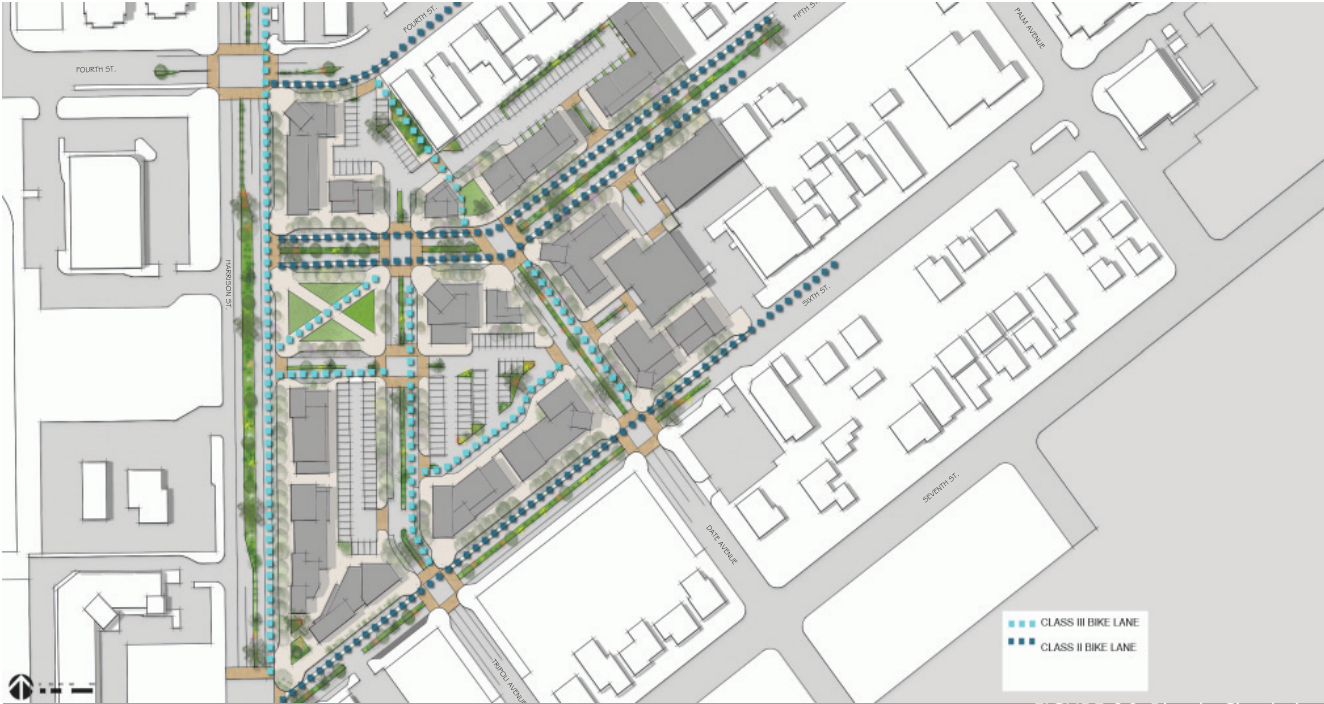 FOURTH ST.
FIFTH ST.
PALM AVENUE
FOURTH ST.
HARRISON ST.
SIXTH ST.
SEVENTH ST.
DATE AVENUE
TRIPOLI AVENUE
CLASS III BIKE LANE
CLASS II BIKE LANE